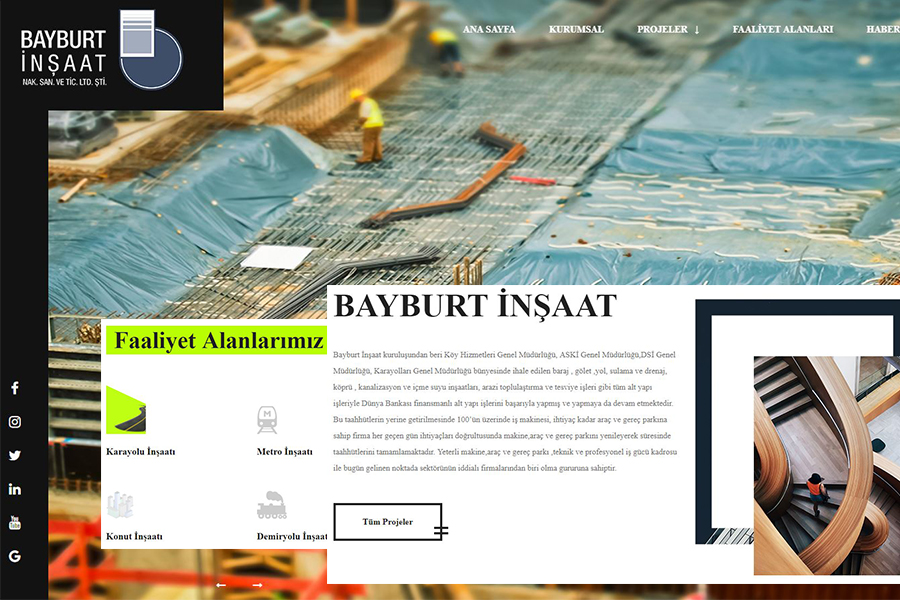 BAYBURT
İNŞAAT
NAK. SAN. VE TİC. LTD. ŞTİ.
ANA SAYFA KURUMSAL PROJELER ↓ FAALİYET ALANLARI HABER
BAYBURT İNŞAAT
Bayburt İnşaat kuruluşundan beri Köy Hizmetleri Genel Müdürlüğü, ASKİ Genel Müdürlüğü,DSİ Genel
Müdürlüğü, Karayolları Genel Müdürlüğü bünyesinde ihale edilen baraj , gölet ,yol, sulama ve drenaj,
köprü , kanalizasyon ve içme suyu inşaatları, arazi toplulaştırma ve tesviye işleri gibi tüm alt yapı
işleriyle Dünya Bankası finansmanlı alt yapı işlerini başarıyla yapmış ve yapmaya da devam etmektedir.
Bu taahhütlerin yerine getirilmesinde 100’ün üzerinde iş makinesi, ihtiyaç kadar araç ve gereç parkına
sahip firma her geçen gün ihtiyaçları doğrultusunda makine,araç ve gereç parkını yenileyerek süresinde
taahhütlerini tamamlamaktadır. Yeterli makine,araç ve gereç parkı ,teknik ve profesyonel iş gücü kadrosu
ile bugün gelinen noktada sektörünün iddialı firmalarından biri olma gururuna sahiptir.
Tüm Projeler
Faaliyet Alanlarımız
Karayolu İnşaatı
Metro İnşaatı
Konut İnşaatı
Demiryolu İnşaat